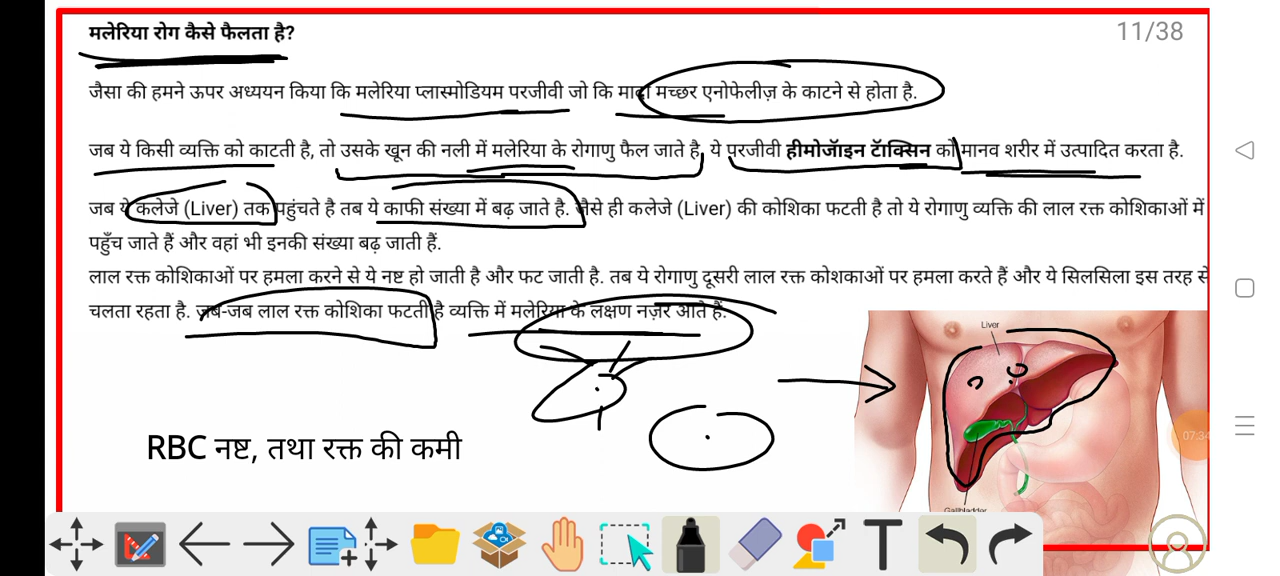 मलेरिया रोग कैसे फैलता है?
11/38
जैसा की हमने ऊपर अध्ययन किया कि मलेरिया प्लास्मोडियम परजीवी जो कि मादा मच्छर एनोफेलीज़ के काटने से होता है.
जब ये किसी व्यक्ति को काटती है, तो उसके खून की नली में मलेरिया के रोगाणु फैल जाते है, ये परजीवी हीमोजॅाइन टॅाक्सिन को मानव शरीर में उत्पादित करता है.
जब ये कलेजे (Liver) तक पहुंचते है तब ये काफी संख्या में बढ़ जाते है. जैसे ही कलेजे (Liver) की कोशिका फटती है तो ये रोगाणु व्यक्ति की लाल रक्त कोशिकाओं में
पहुँच जाते हैं और वहां भी इनकी संख्या बढ़ जाती हैं.
लाल रक्त कोशिकाओं पर हमला करने से ये नष्ट हो जाती है और फट जाती है. तब ये रोगाणु दूसरी लाल रक्त कोशकाओं पर हमला करते हैं और ये सिलसिला इस तरह से
चलता रहता है. जब-जब लाल रक्त कोशिका फटती है व्यक्ति में मलेरिया के लक्षण नज़र आते हैं.
Liver
RBC नष्ट, तथा रक्त की कमी
07:34
Gallbladder
T